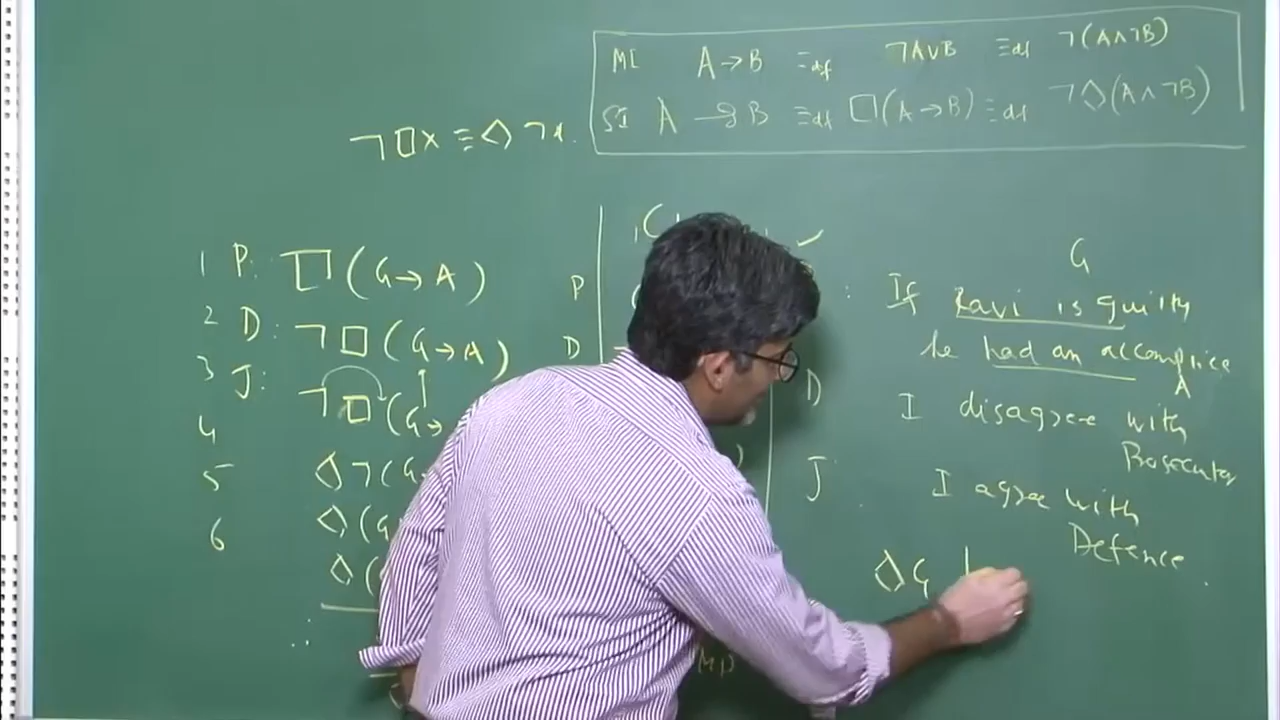 MI A → B ≡df ¬A∨B ≡df ¬(A∧¬B)
SI A ⥽ B ≡df □(A→B) ≡df ¬◇(A∧¬B)
¬□x ≡ ◇¬x.
1 P: □(G→A)
2 D: ¬□(G→A)
3 J: ¬□(G→
4
5 ◇¬(G
6 ◇(G
◇(
∴
P
D
G
: If Ravi is guilty
he had an accomplice
A
D I disagree with
Prosecutor
J: I agree with
Defence
◇G